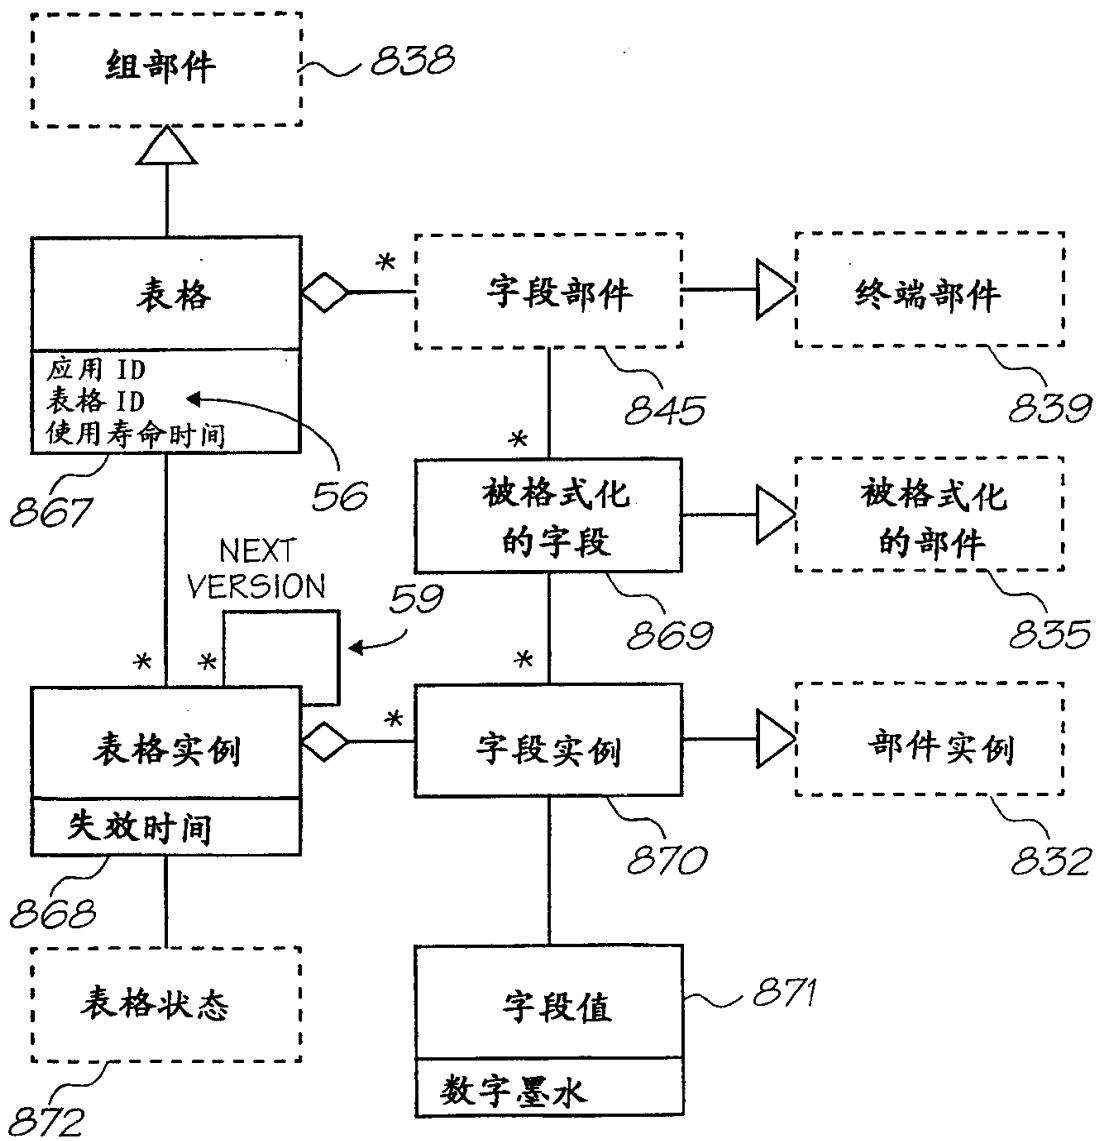 组部件
838
表格
*
字段部件
终端部件
应用ID
表格ID
使用寿命时间
845
839
867
56
*
被格式化
的字段
被格式化
的部件
NEXT
VERSION
59
869
835
*
*
*
表格实例
*
字段实例
部件实例
失效时间
870
832
868
表格状态
字段值
871
872
数字墨水